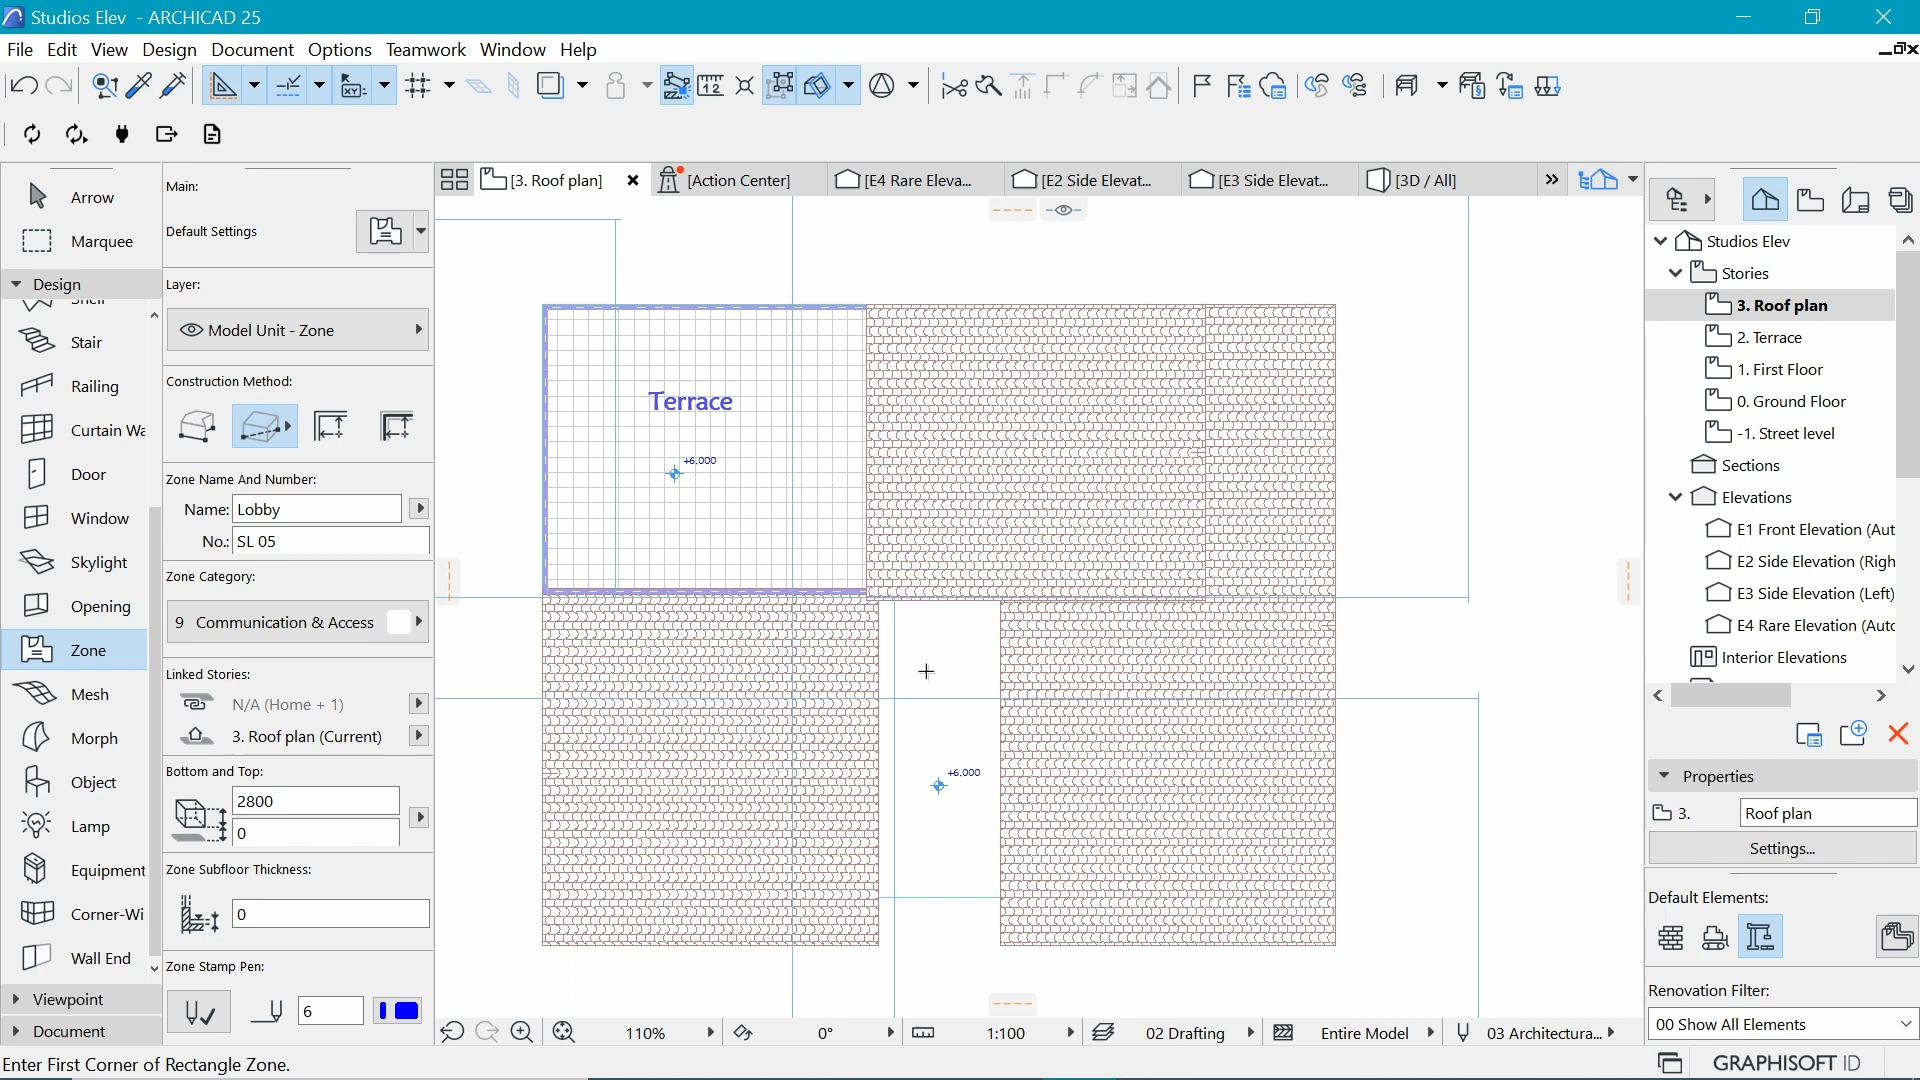 Studios Elev - ARCHICAD 25
File Edit View Design Document Options Teamwork Window Help
[3. Roof plan] [Action Center] [E4 Rare Eleva... [E2 Side Elevat... [E3 Side Elevat... [3D / All]
Arrow
Marquee
Design
Shell
Stair
Railing
Curtain Wa
Door
Window
Skylight
Opening
Zone
Mesh
Morph
Object
Lamp
Equipment
Corner-Wi
Wall End
Viewpoint
Document
Main:
Default Settings
Layer:
Model Unit - Zone
Construction Method:
Zone Name And Number:
Name: Lobby
No.: SL 05
Zone Category:
9 Communication & Access
Linked Stories:
N/A (Home + 1)
3. Roof plan (Current)
Bottom and Top:
2800
0
Zone Subfloor Thickness:
0
Zone Stamp Pen:
6
Terrace
+6.000
+6.000
110% 0° 1:100 02 Drafting Entire Model 03 Architectura...
Studios Elev
Stories
3. Roof plan
2. Terrace
1. First Floor
0. Ground Floor
-1. Street level
Sections
Elevations
E1 Front Elevation (Aut
E2 Side Elevation (Righ
E3 Side Elevation (Left)
E4 Rare Elevation (Auto
Interior Elevations
Properties
3. Roof plan
Settings...
Default Elements:
Renovation Filter:
00 Show All Elements
Enter First Corner of Rectangle Zone.
GRAPHISOFT ID